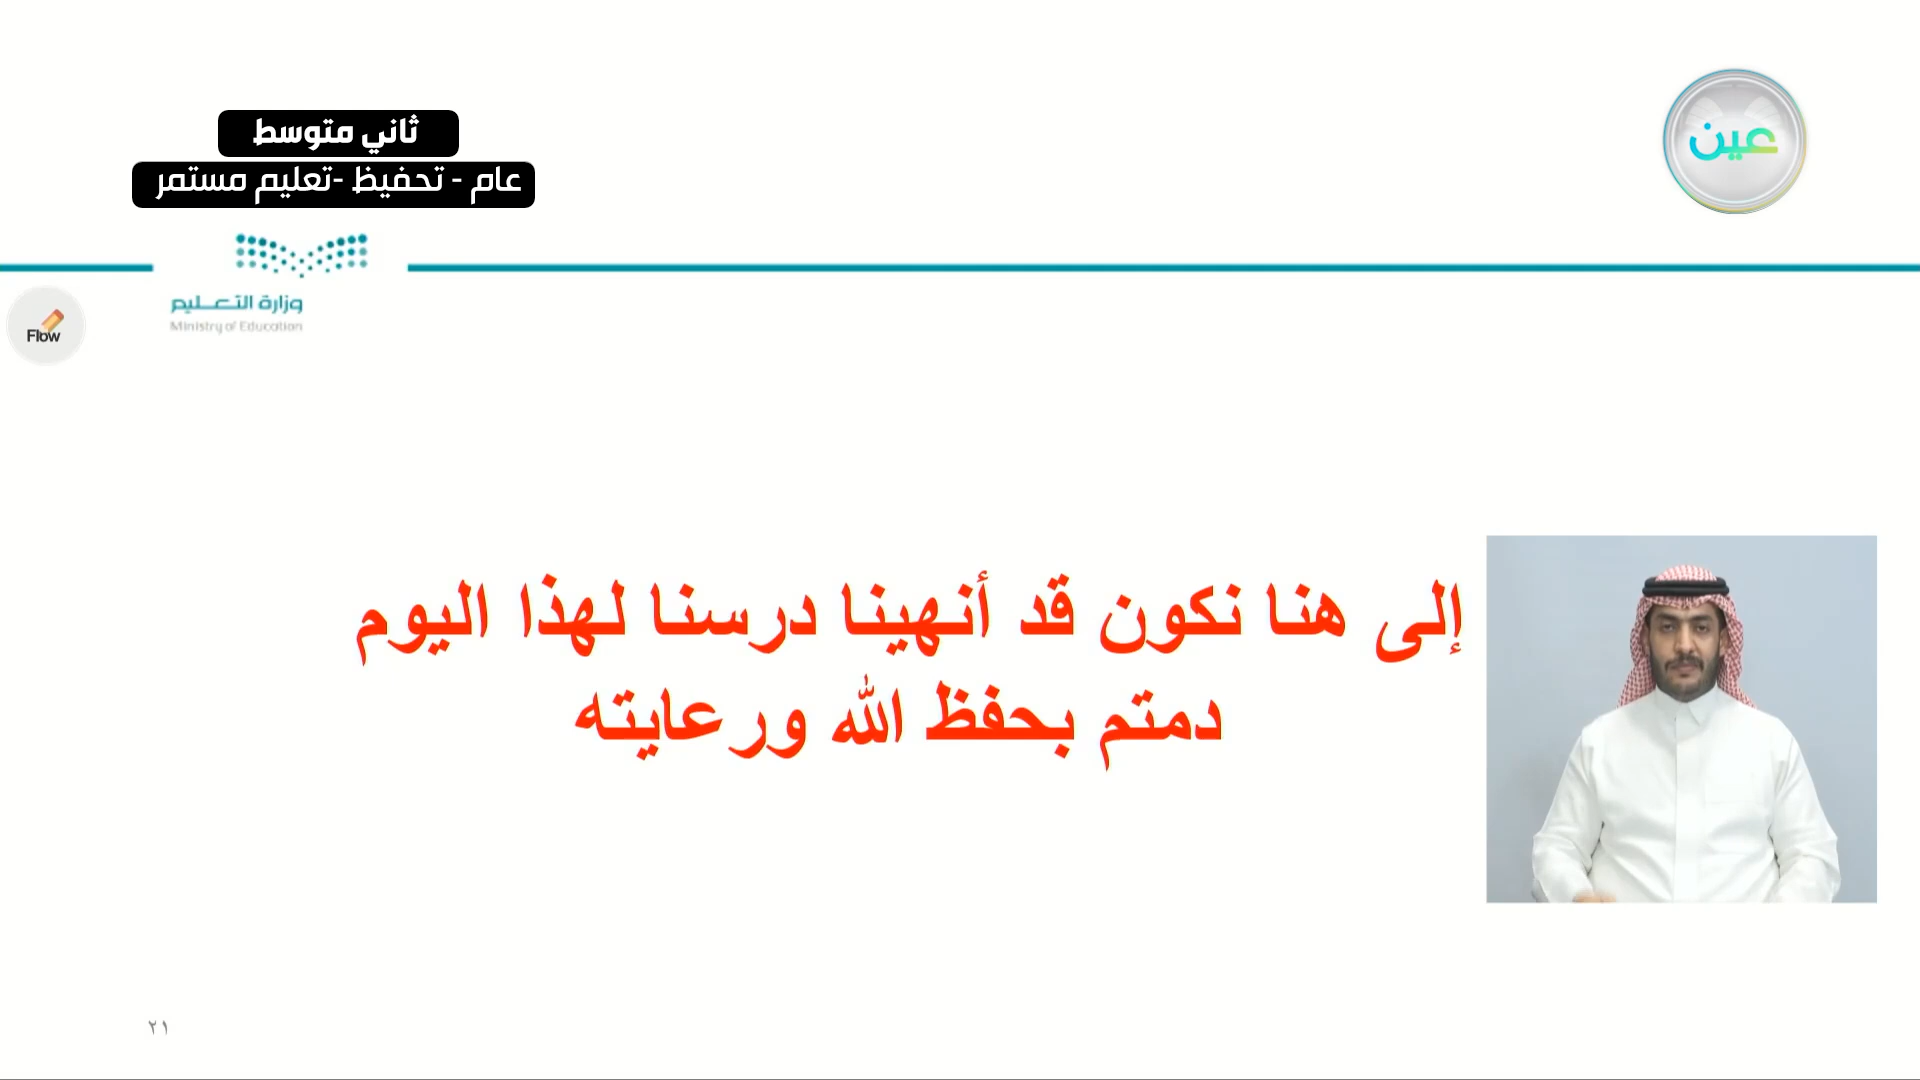 ثاني متوسط
عام - تحفيظ -تعليم مستمر
عين
وزارة التعـــليم
Ministry of Education
Flow
إلى هنا نكون قد أنهينا درسنا لهذا اليوم
دمتم بحفظ الله ورعايته
٢١